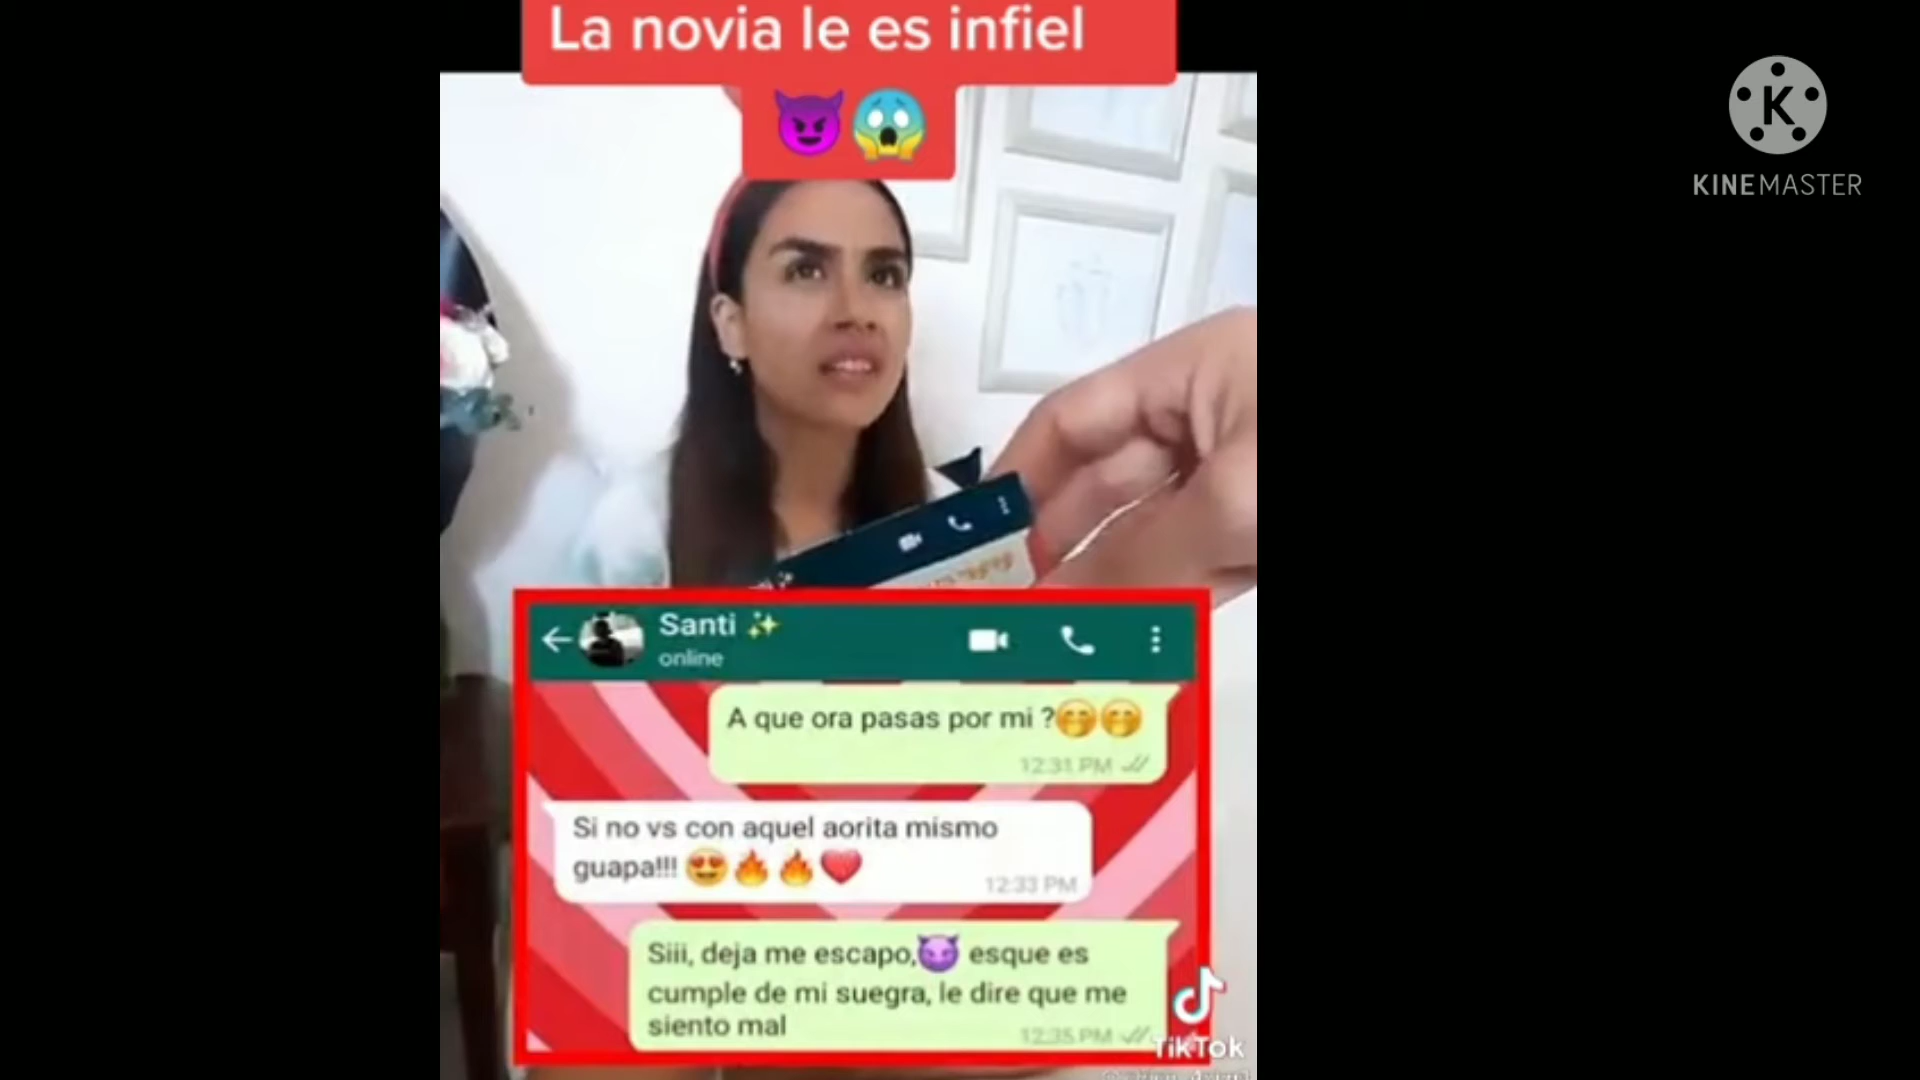 La novia le es infiel
KINEMASTER
Santi
online
A que ora pasas por mi ?
12:31 PM
Si no vs con aquel aorita mismo
guapa!!!
12:33 PM
Siii, deja me escapo, esque es
cumple de mi suegra, le dire que me
siento mal
12:35 PM
TikTok